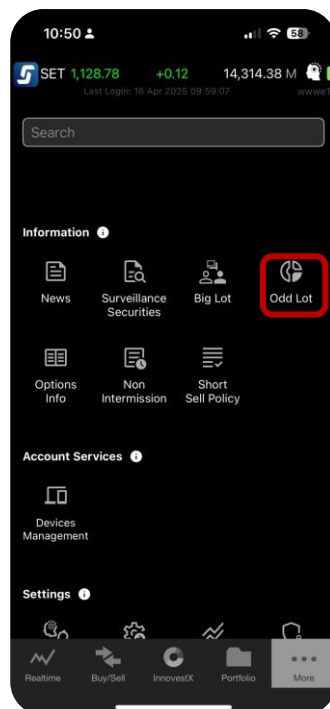 10:50
58
SET 1,128.78 +0.12 14,314.38 M
Last Login: 16 Apr 2025 09:59:07 wwwe1
Search
Information
News Surveillance Securities Big Lot Odd Lot
Options Info Non Intermission Short Sell Policy
Account Services
Devices Management
Settings
Realtime Buy/Sell InnovestX Portfolio More